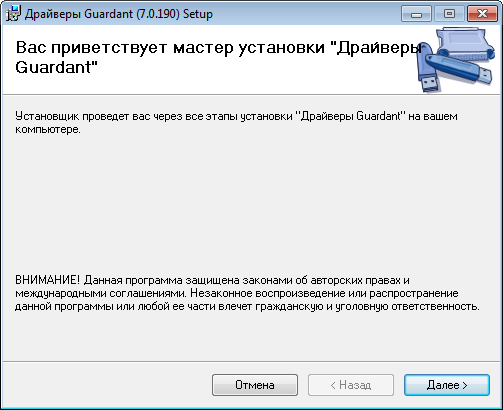 Драйверы Guardant (7.0.190) Setup
Вас приветствует мастер установки "Драйверы
Guardant"
Установщик проведет вас через все этапы установки "Драйверы Guardant" на вашем
компьютере.
ВНИМАНИЕ! Данная программа защищена законами об авторских правах и
международными соглашениями. Незаконное воспроизведение или распространение
данной программы или любой ее части влечет гражданскую и уголовную ответственность.
Отмена
< Назад
Далее >